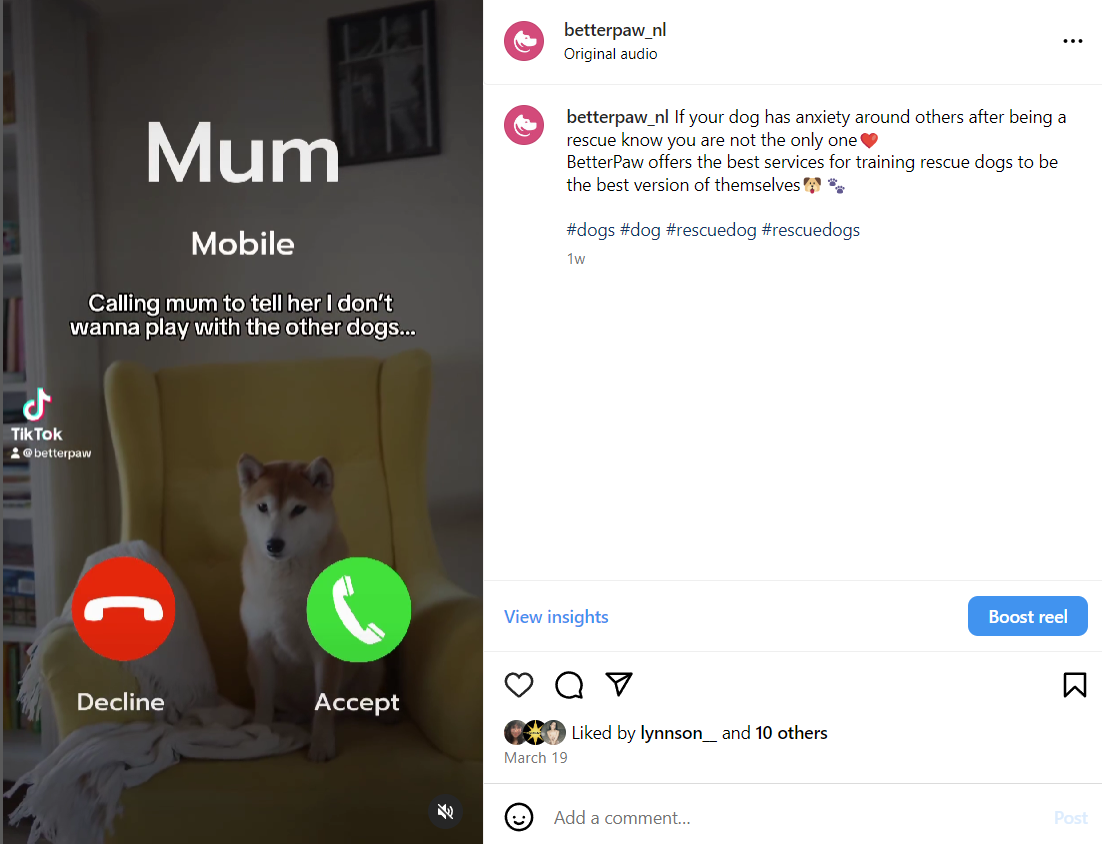 Mum
Mobile
Calling mum to tell her I don't
wanna play with the other dogs...
TikTok
@betterpaw
Decline
Accept
betterpaw_nl
Original audio
betterpaw_nl If your dog has anxiety around others after being a
rescue know you are not the only one❤️
BetterPaw offers the best services for training rescue dogs to be
the best version of themselves🐶 🐾
#dogs #dog #rescuedog #rescuedogs
1w
View insights
Boost reel
Liked by lynnson__ and 10 others
March 19
Add a comment...
Post